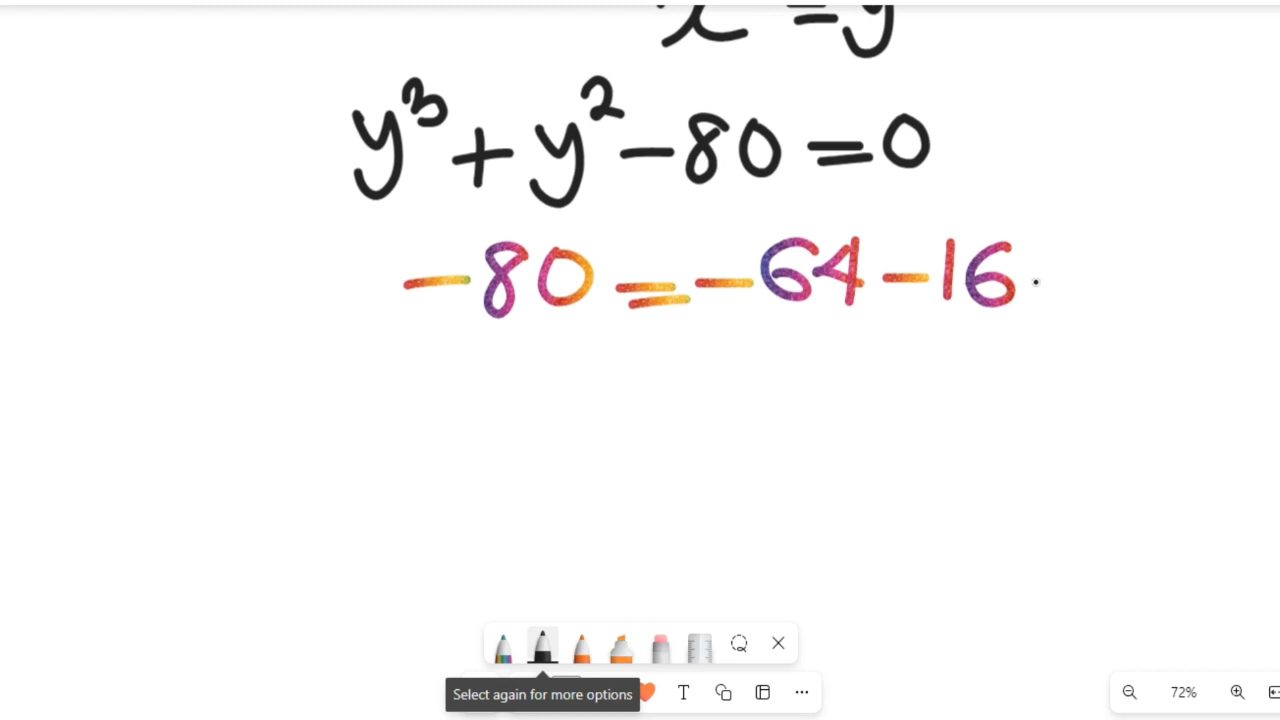 x = y
y³ + y² - 80 = 0
- 80 = - 64 - 16
Select again for more options
T
72%